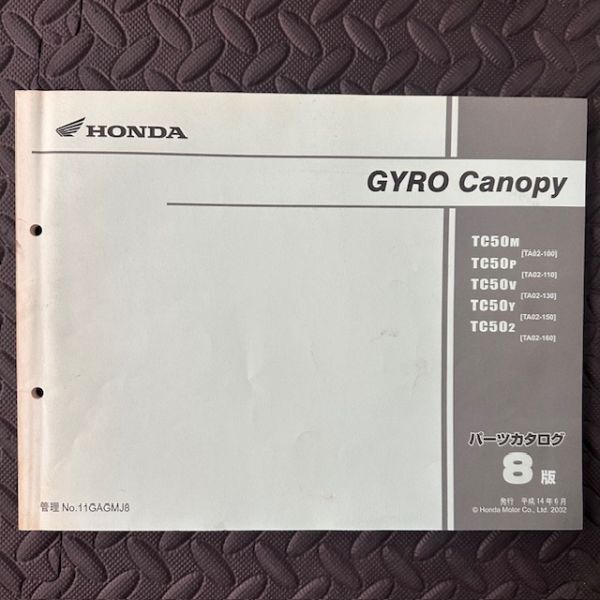 HONDA
GYRO Canopy
TC50M
[TA02-100]
TC50P
[TA02-110]
TC50V
[TA02-130]
TC50Y
[TA02-150]
TC502
[TA02-160]
パーツカタログ
8版
発行 平成14年6月
© Honda Motor Co., Ltd. 2002
管理 No.11GAGMJ8